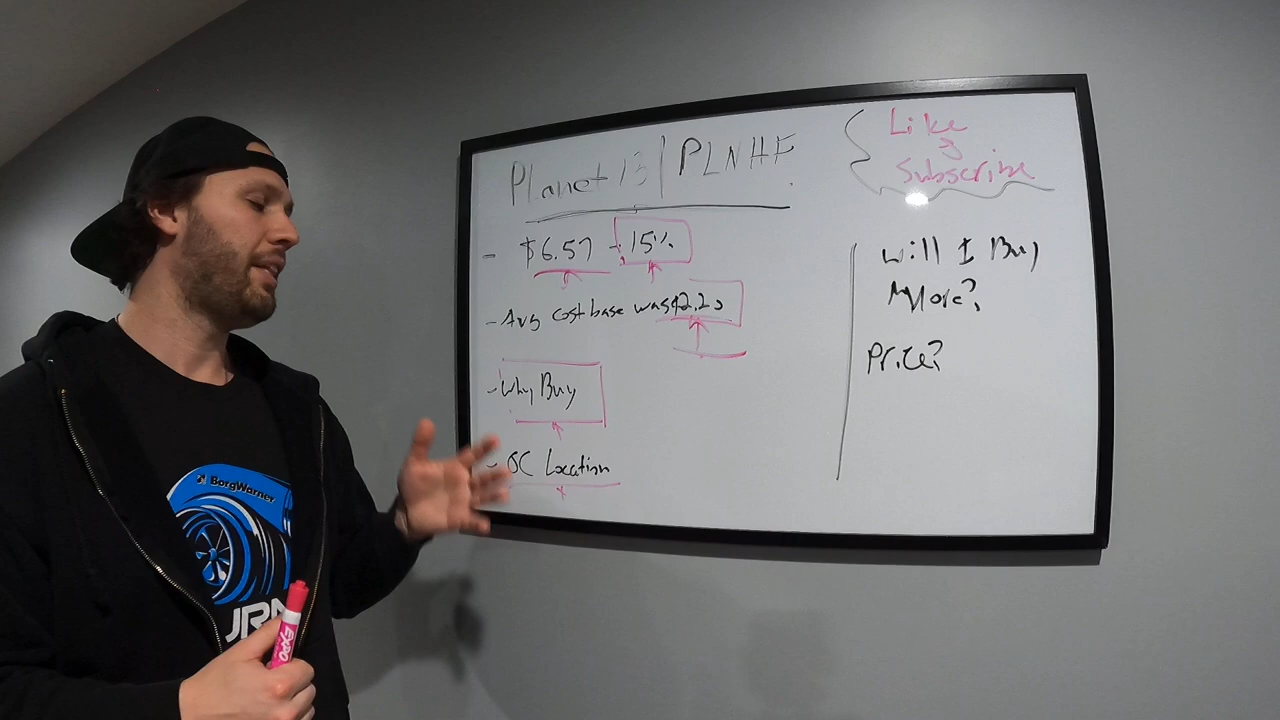 Planet 13 | PLNHF
Like
&
Subscribe
- $6.57 - 15%
- Avg cost base was $2.20
- Why Buy
- OC Location
Will I Buy
More?
Price?
BorgWarner
EXPO